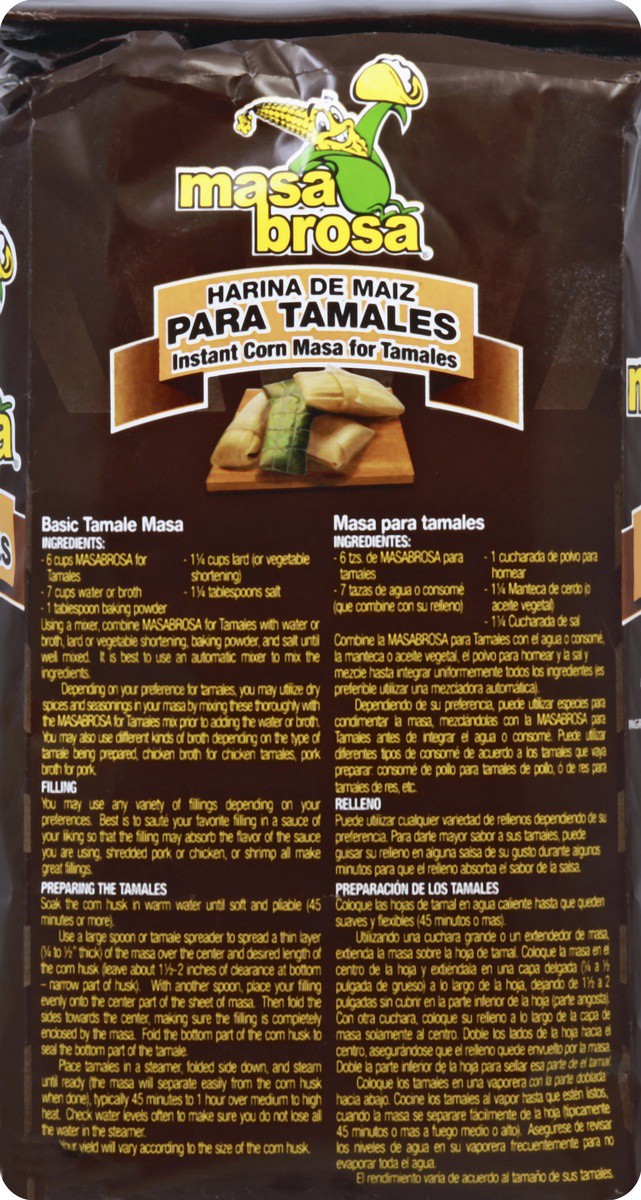 masa
brosa
HARINA DE MAIZ
PARA TAMALES
Instant Corn Masa for Tamales
Basic Tamale Masa
INGREDIENTS:
- 6 cups MASABROSA for
Tamales
- 7 cups water or broth
- 1 tablespoon baking powder
- 1¼ cups lard (or vegetable
shortening)
- 1¼ tablespoons salt
Using a mixer, combine MASABROSA for Tamales with water or
broth, lard or vegetable shortening, baking powder, and salt until
well mixed. It is best to use an automatic mixer to mix the
ingredients.
Depending on your preference for tamales, you may utilize dry
spices and seasonings in your masa by mixing these thoroughly with
the MASABROSA for Tamales mix prior to adding the water or broth.
You may also use different kinds of broth depending on the type of
tamale being prepared, chicken broth for chicken tamales, pork
broth for pork.
FILLING
You may use any variety of fillings depending on your
preferences. Best is to sauté your favorite filling in a sauce of
your liking so that the filling may absorb the flavor of the sauce
you are using, shredded pork or chicken, or shrimp all make
great fillings.
PREPARING THE TAMALES
Soak the corn husk in warm water until soft and pliable (45
minutes or more).
Use a large spoon or tamale spreader to spread a thin layer
(¼ to ½" thick) of the masa over the center and desired length of
the corn husk (leave about 1½-2 inches of clearance at bottom
- narrow part of husk). With another spoon, place your filling
evenly onto the center part of the sheet of masa. Then fold the
sides towards the center, making sure the filling is completely
enclosed by the masa. Fold the bottom part of the corn husk to
seal the bottom part of the tamale.
Place tamales in a steamer, folded side down, and steam
until ready (the masa will separate easily from the corn husk
when done), typically 45 minutes to 1 hour over medium to high
heat. Check water levels often to make sure you do not lose all
the water in the steamer.
Your yield will vary according to the size of the corn husk.
Masa para tamales
INGREDIENTES:
- 6 tzs. de MASABROSA para
tamales
- 7 tazas de agua o consomé
(que combine con su relleno)
- 1 cucharada de polvo para
hornear
- 1¼ Manteca de cerdo (o
aceite vegetal)
- 1¼ Cucharada de sal
Combine la MASABROSA para Tamales con el agua o consomé,
la manteca o aceite vegetal, el polvo para hornear y la sal y
mezcle hasta integrar uniformemente todos los ingredientes (es
preferible utilizar una mezcladora automática).
Dependiendo de su preferencia, puede utilizar especies para
condimentar la masa, mezclándolas con la MASABROSA para
Tamales antes de integrar el agua o consomé. Puede utilizar
diferentes tipos de consomé de acuerdo a los tamales que vaya
preparar: consomé de pollo para tamales de pollo, ó de res para
tamales de res, etc.
RELLENO
Puede utilizar cualquier variedad de rellenos dependiendo de su
preferencia. Para darle mayor sabor a sus tamales, puede
guisar su relleno en alguna salsa de su gusto durante algunos
minutos para que el relleno absorba el sabor de la salsa.
PREPARACIÓN DE LOS TAMALES
Coloque las hojas de tamal en agua caliente hasta que queden
suaves y flexibles (45 minutos o mas).
Utilizando una cuchara grande o un extendedor de masa,
extienda la masa sobre la hoja de tamal. Coloque la masa en el
centro de la hoja y extiéndala en una capa delgada (¼ a ½
pulgada de grueso) a lo largo de la hoja, dejando de 1½ a 2
pulgadas sin cubrir en la parte inferior de la hoja (parte angosta).
Con otra cuchara, coloque su relleno a lo largo de la capa de
masa solamente al centro. Doble los lados de la hoja hacia el
centro, asegurándose que el relleno quede envuelto por la masa.
Doble la parte inferior de la hoja para sellar esa parte de el tamal.
Coloque los tamales en una vaporera con la parte doblada
hacia abajo. Cocine los tamales al vapor hasta que estén listos,
cuando la masa se separare fácilmente de la hoja (típicamente
45 minutos o mas a fuego medio o alto). Asegurese de revisar
los niveles de agua en su vaporera frecuentemente para no
evaporar toda el agua.
El rendimiento varía de acuerdo al tamaño de sus tamales.